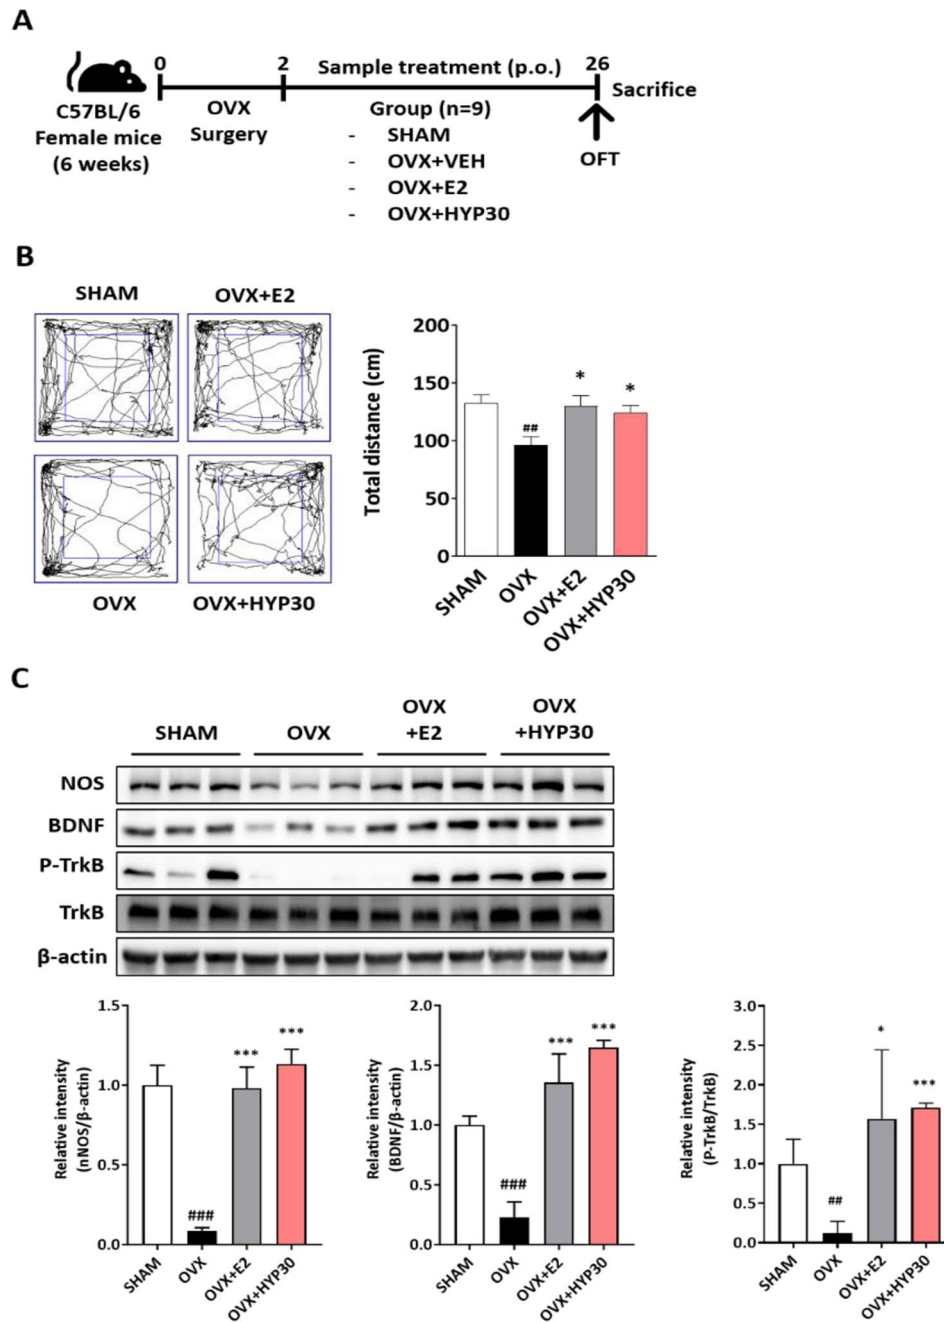 A
0
2
26
Sample treatment (p.o.)
Sacrifice
C57BL/6
Female mice
(6 weeks)
OVX
Surgery
Group (n=9)
- SHAM
- OVX+VEH
- OVX+E2
- OVX+HYP30
OFT
B
SHAM
OVX+E2
OVX
OVX+HYP30
Total distance (cm)
200
150
100
50
0
##
*
*
SHAM
OVX
OVX+E2
OVX+HYP30
C
SHAM
OVX
OVX
+E2
OVX
+HYP30
NOS
BDNF
P-TrkB
TrkB
β-actin
Relative intensity
(nNOS/β-actin)
1.5
1.0
0.5
0.0
###
***
***
SHAM
OVX
OVX+E2
OVX+HYP30
Relative intensity
(BDNF/β-actin)
2.0
1.5
1.0
0.5
0.0
###
***
***
SHAM
OVX
OVX+E2
OVX+HYP30
Relative intensity
(P-TrkB/TrkB)
3.0
2.5
2.0
1.5
1.0
0.5
0.0
##
*
***
SHAM
OVX
OVX+E2
OVX+HYP30